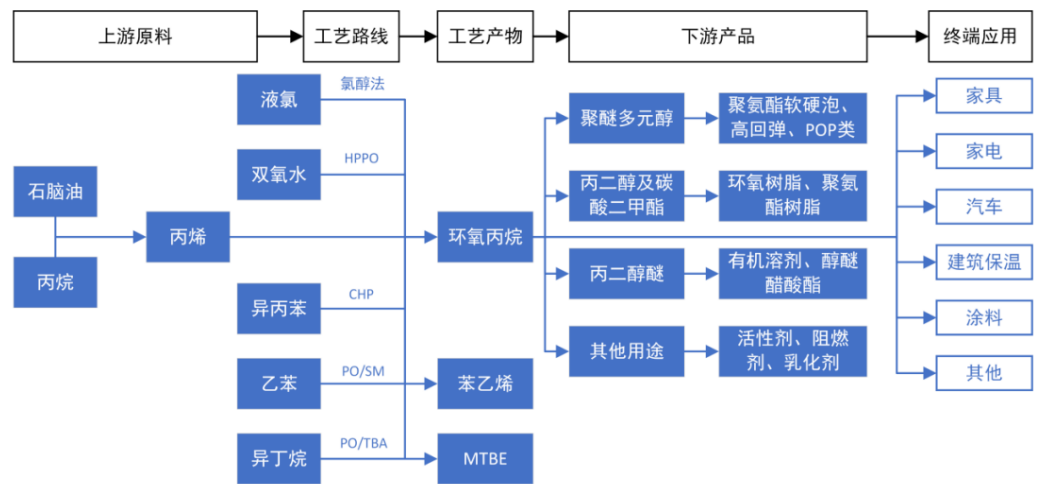 上游原料
工艺路线
工艺产物
下游产品
终端应用
液氯
氯醇法
双氧水
HPPO
石脑油
丙烷
丙烯
异丙苯
CHP
乙苯
PO/SM
异丁烷
PO/TBA
环氧丙烷
苯乙烯
MTBE
聚醚多元醇
聚氨酯软硬泡、
高回弹、POP类
丙二醇及碳
酸二甲酯
环氧树脂、聚氨
酯树脂
丙二醇醚
有机溶剂、醇醚
醋酸酯
其他用途
活性剂、阻燃
剂、乳化剂
家具
家电
汽车
建筑保温
涂料
其他